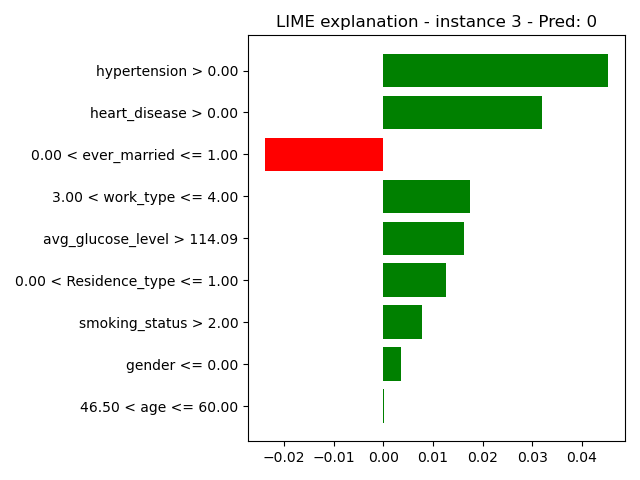 LIME explanation - instance 3 - Pred: 0
hypertension > 0.00
heart_disease > 0.00
0.00 < ever_married <= 1.00
3.00 < work_type <= 4.00
avg_glucose_level > 114.09
0.00 < Residence_type <= 1.00
smoking_status > 2.00
gender <= 0.00
46.50 < age <= 60.00
−0.02 −0.01 0.00 0.01 0.02 0.03 0.04